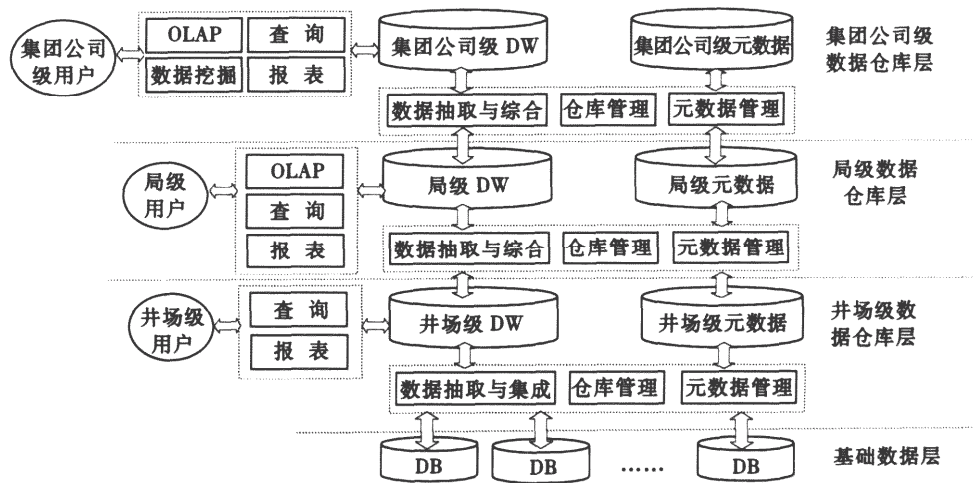 集团公司
级用户
OLAP
查 询
数据挖掘
报 表
集团公司级 DW
集团公司级元数据
集团公司级
数据仓库层
数据抽取与综合
仓库管理
元数据管理
局级
用户
OLAP
查 询
报 表
局级 DW
局级元数据
局级数据
仓库层
数据抽取与综合
仓库管理
元数据管理
井场级
用户
查 询
报 表
井场级 DW
井场级元数据
井场级数
据仓库层
数据抽取与集成
仓库管理
元数据管理
DB
DB
……
DB
基础数据层